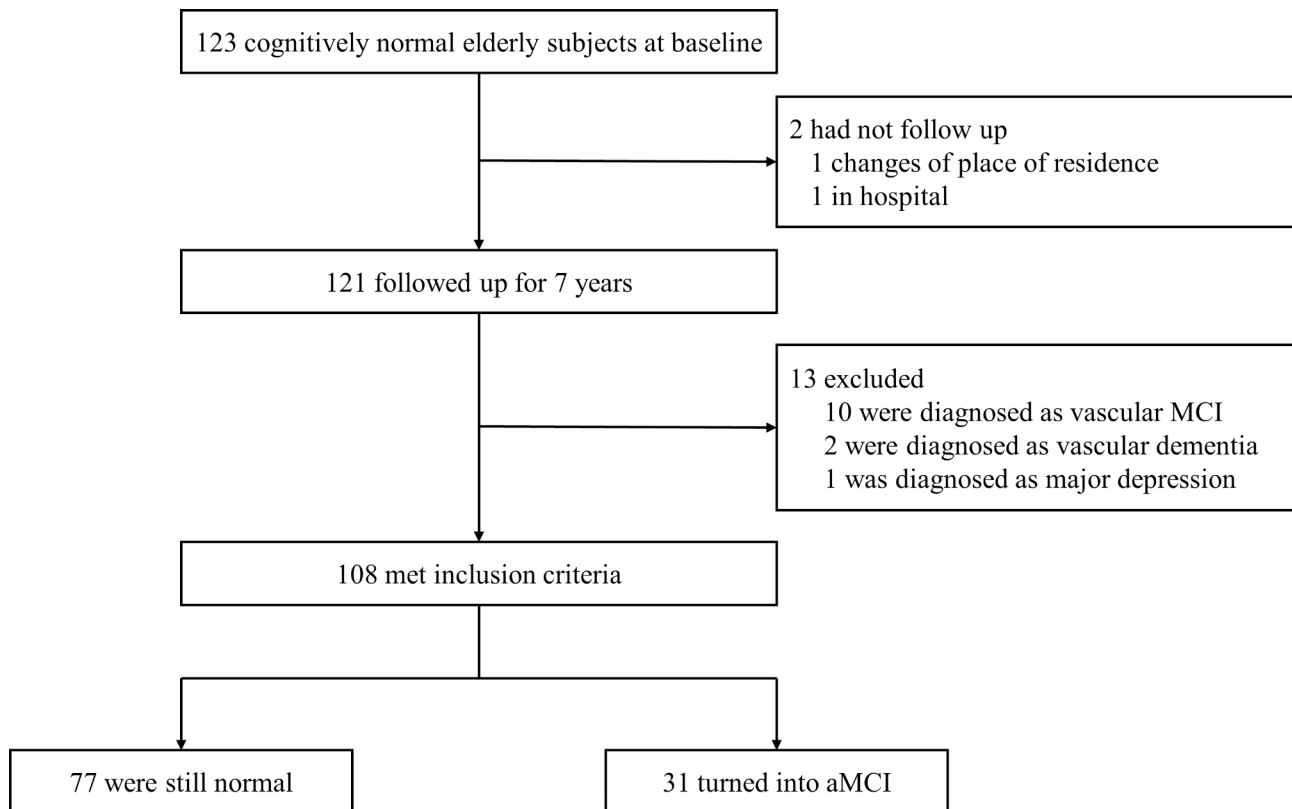 123 cognitively normal elderly subjects at baseline
2 had not follow up
1 changes of place of residence
1 in hospital
121 followed up for 7 years
13 excluded
10 were diagnosed as vascular MCI
2 were diagnosed as vascular dementia
1 was diagnosed as major depression
108 met inclusion criteria
77 were still normal
31 turned into aMCI